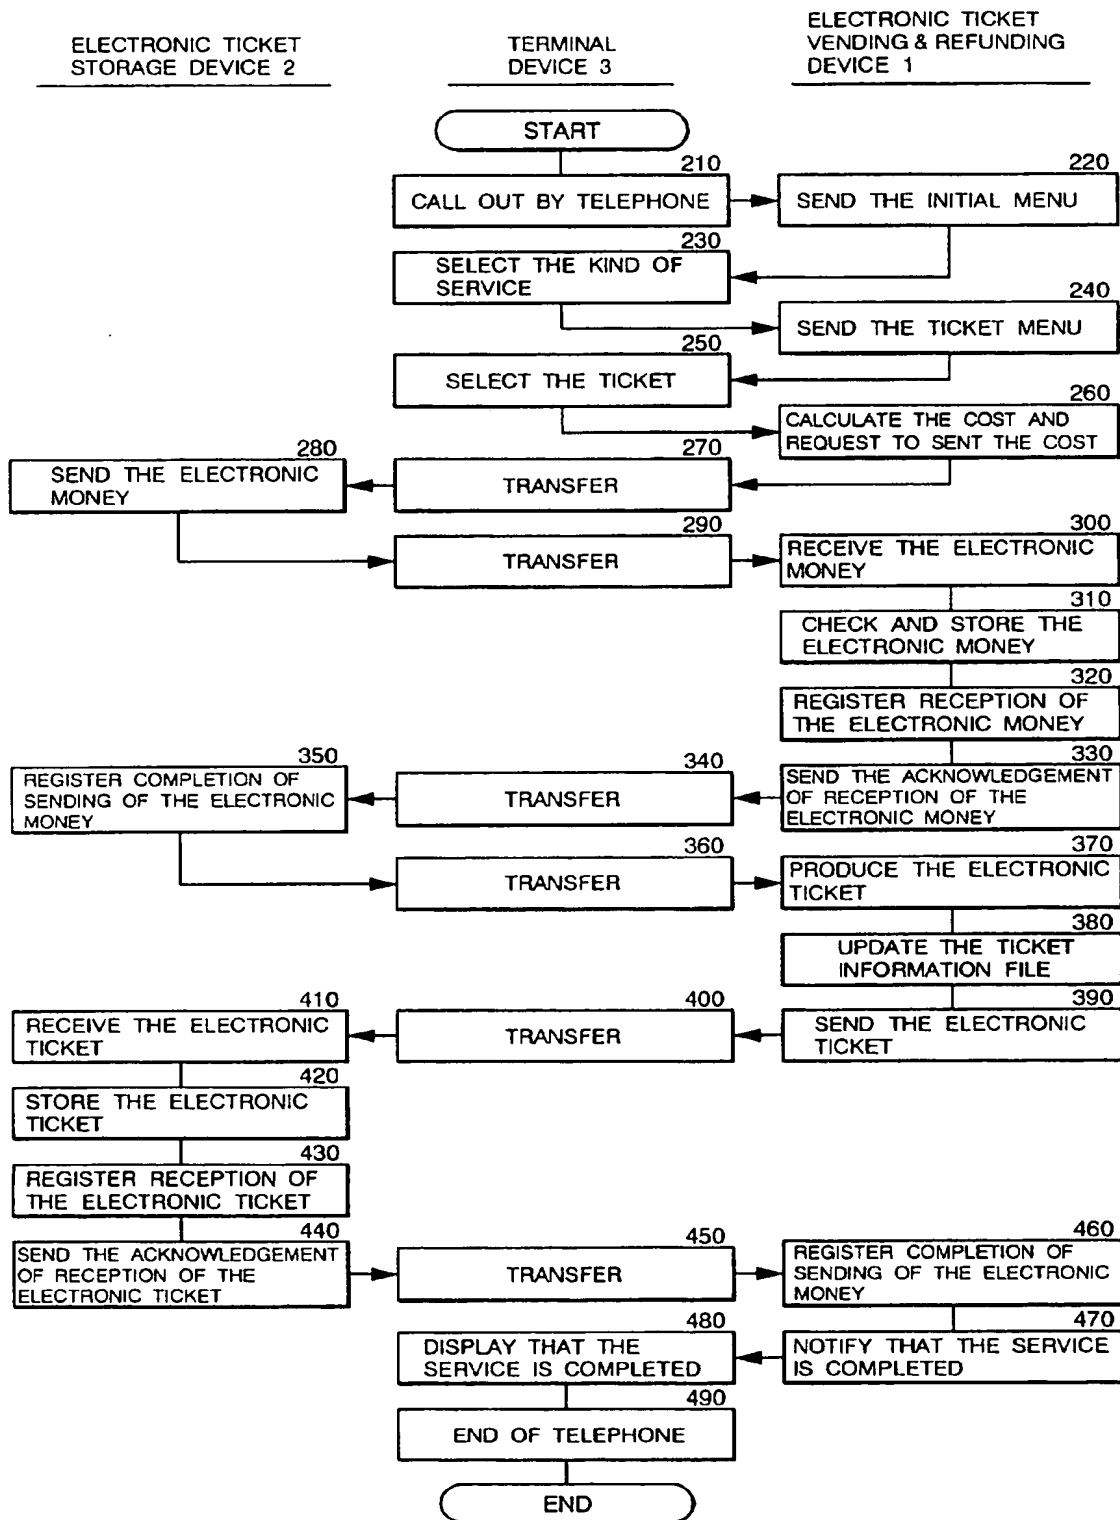 ELECTRONIC TICKET
STORAGE DEVICE 2
TERMINAL
DEVICE 3
ELECTRONIC TICKET
VENDING & REFUNDING
DEVICE 1
START
210
CALL OUT BY TELEPHONE
220
SEND THE INITIAL MENU
230
SELECT THE KIND OF
SERVICE
240
SEND THE TICKET MENU
250
SELECT THE TICKET
260
CALCULATE THE COST AND
REQUEST TO SENT THE COST
270
TRANSFER
280
SEND THE ELECTRONIC
MONEY
290
TRANSFER
300
RECEIVE THE ELECTRONIC
MONEY
310
CHECK AND STORE THE
ELECTRONIC MONEY
320
REGISTER RECEPTION OF
THE ELECTRONIC MONEY
330
SEND THE ACKNOWLEDGEMENT
OF RECEPTION OF THE
ELECTRONIC MONEY
340
TRANSFER
350
REGISTER COMPLETION OF
SENDING OF THE ELECTRONIC
MONEY
360
TRANSFER
370
PRODUCE THE ELECTRONIC
TICKET
380
UPDATE THE TICKET
INFORMATION FILE
390
SEND THE ELECTRONIC
TICKET
400
TRANSFER
410
RECEIVE THE ELECTRONIC
TICKET
420
STORE THE ELECTRONIC
TICKET
430
REGISTER RECEPTION OF
THE ELECTRONIC TICKET
440
SEND THE ACKNOWLEDGEMENT
OF RECEPTION OF THE
ELECTRONIC TICKET
450
TRANSFER
460
REGISTER COMPLETION OF
SENDING OF THE ELECTRONIC
MONEY
470
NOTIFY THAT THE SERVICE
IS COMPLETED
480
DISPLAY THAT THE
SERVICE IS COMPLETED
490
END OF TELEPHONE
END